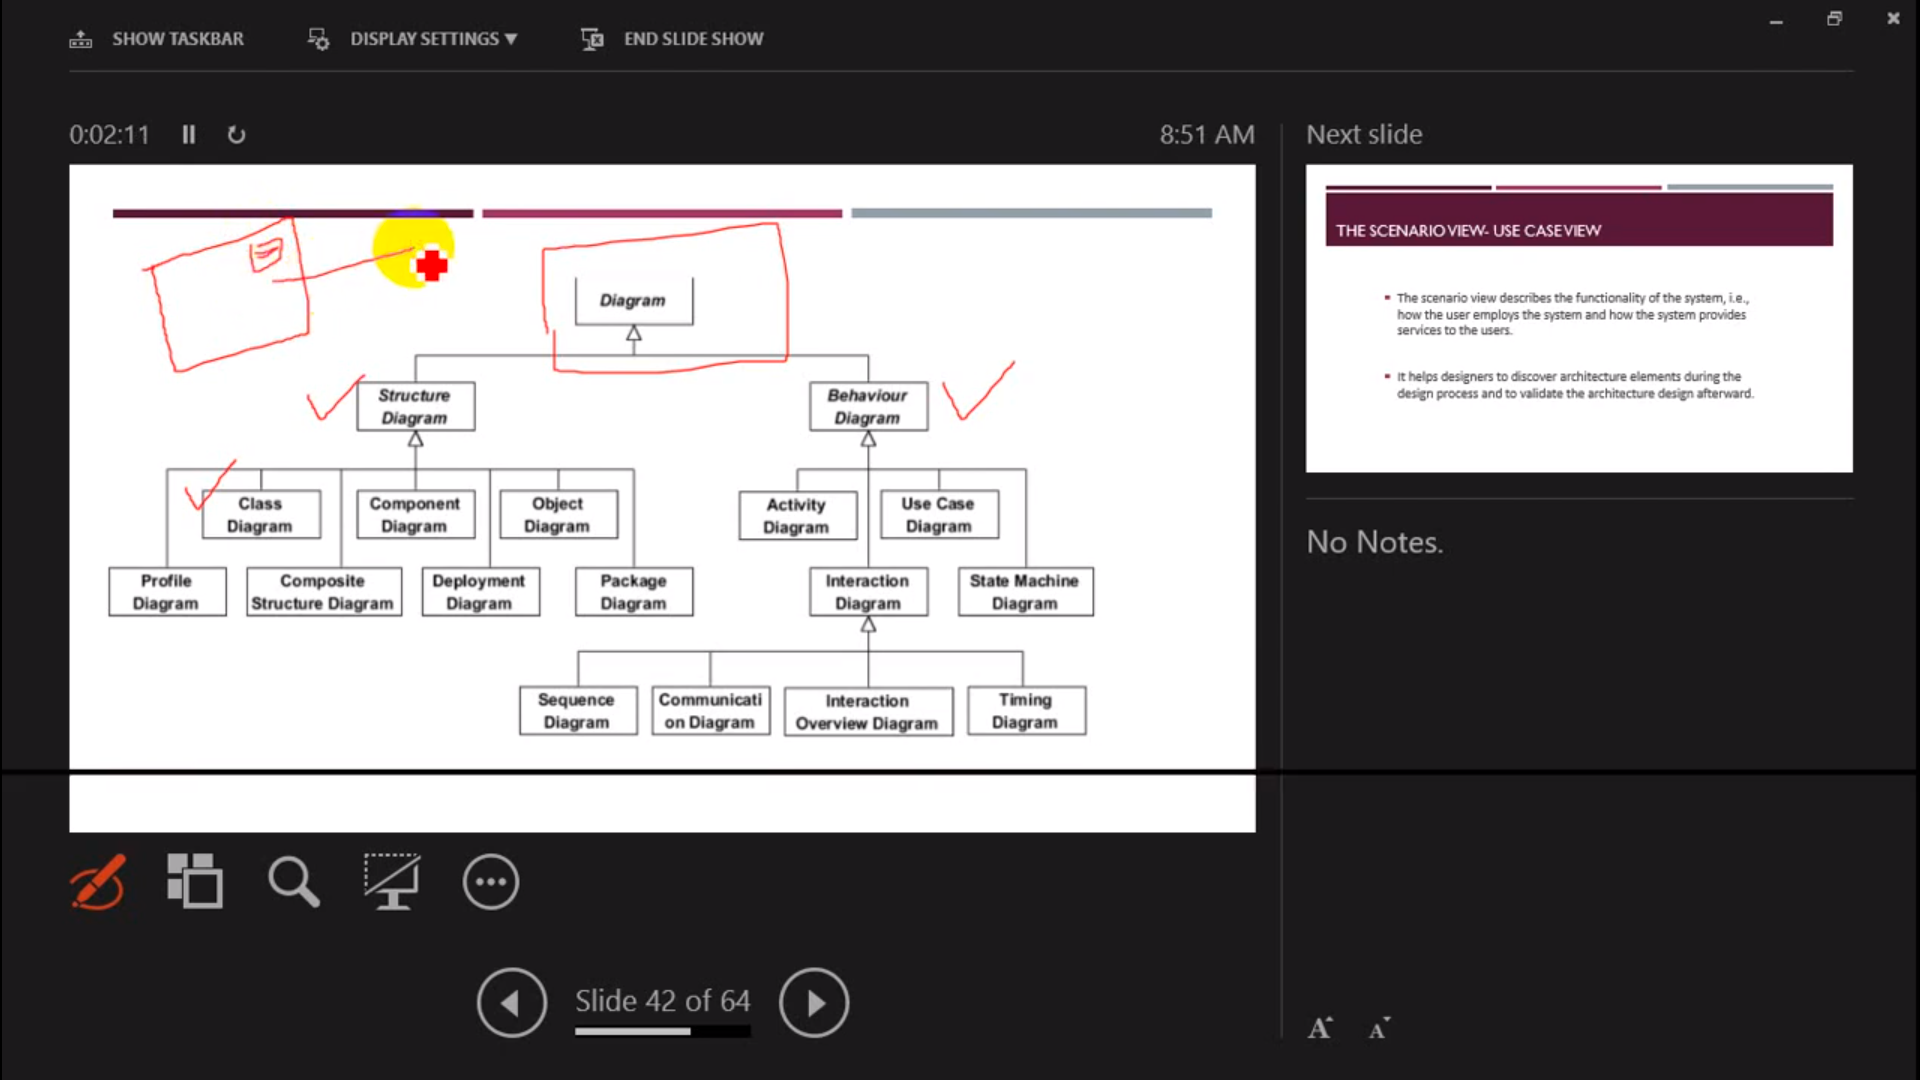 SHOW TASKBAR
DISPLAY SETTINGS ▼
END SLIDE SHOW
0:02:11
8:51 AM
Diagram
Structure
Diagram
Behaviour
Diagram
Class
Diagram
Component
Diagram
Object
Diagram
Activity
Diagram
Use Case
Diagram
Profile
Diagram
Composite
Structure Diagram
Deployment
Diagram
Package
Diagram
Interaction
Diagram
State Machine
Diagram
Sequence
Diagram
Communicati
on Diagram
Interaction
Overview Diagram
Timing
Diagram
Slide 42 of 64
Next slide
THE SCENARIO VIEW- USE CASE VIEW
The scenario view describes the functionality of the system, i.e.,
how the user employs the system and how the system provides
services to the users.
It helps designers to discover architecture elements during the
design process and to validate the architecture design afterward.
No Notes.
A A